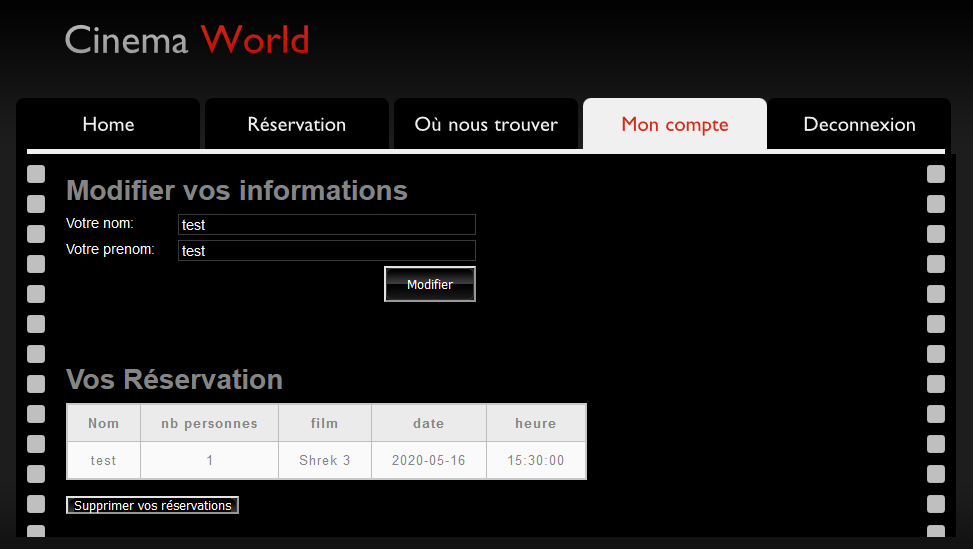 Cinema World
Home Réservation Où nous trouver Mon compte Deconnexion
Modifier vos informations
Votre nom: test
Votre prenom: test
Modifier
Vos Réservation
Nom nb personnes film date heure
test 1 Shrek 3 2020-05-16 15:30:00
Supprimer vos réservations